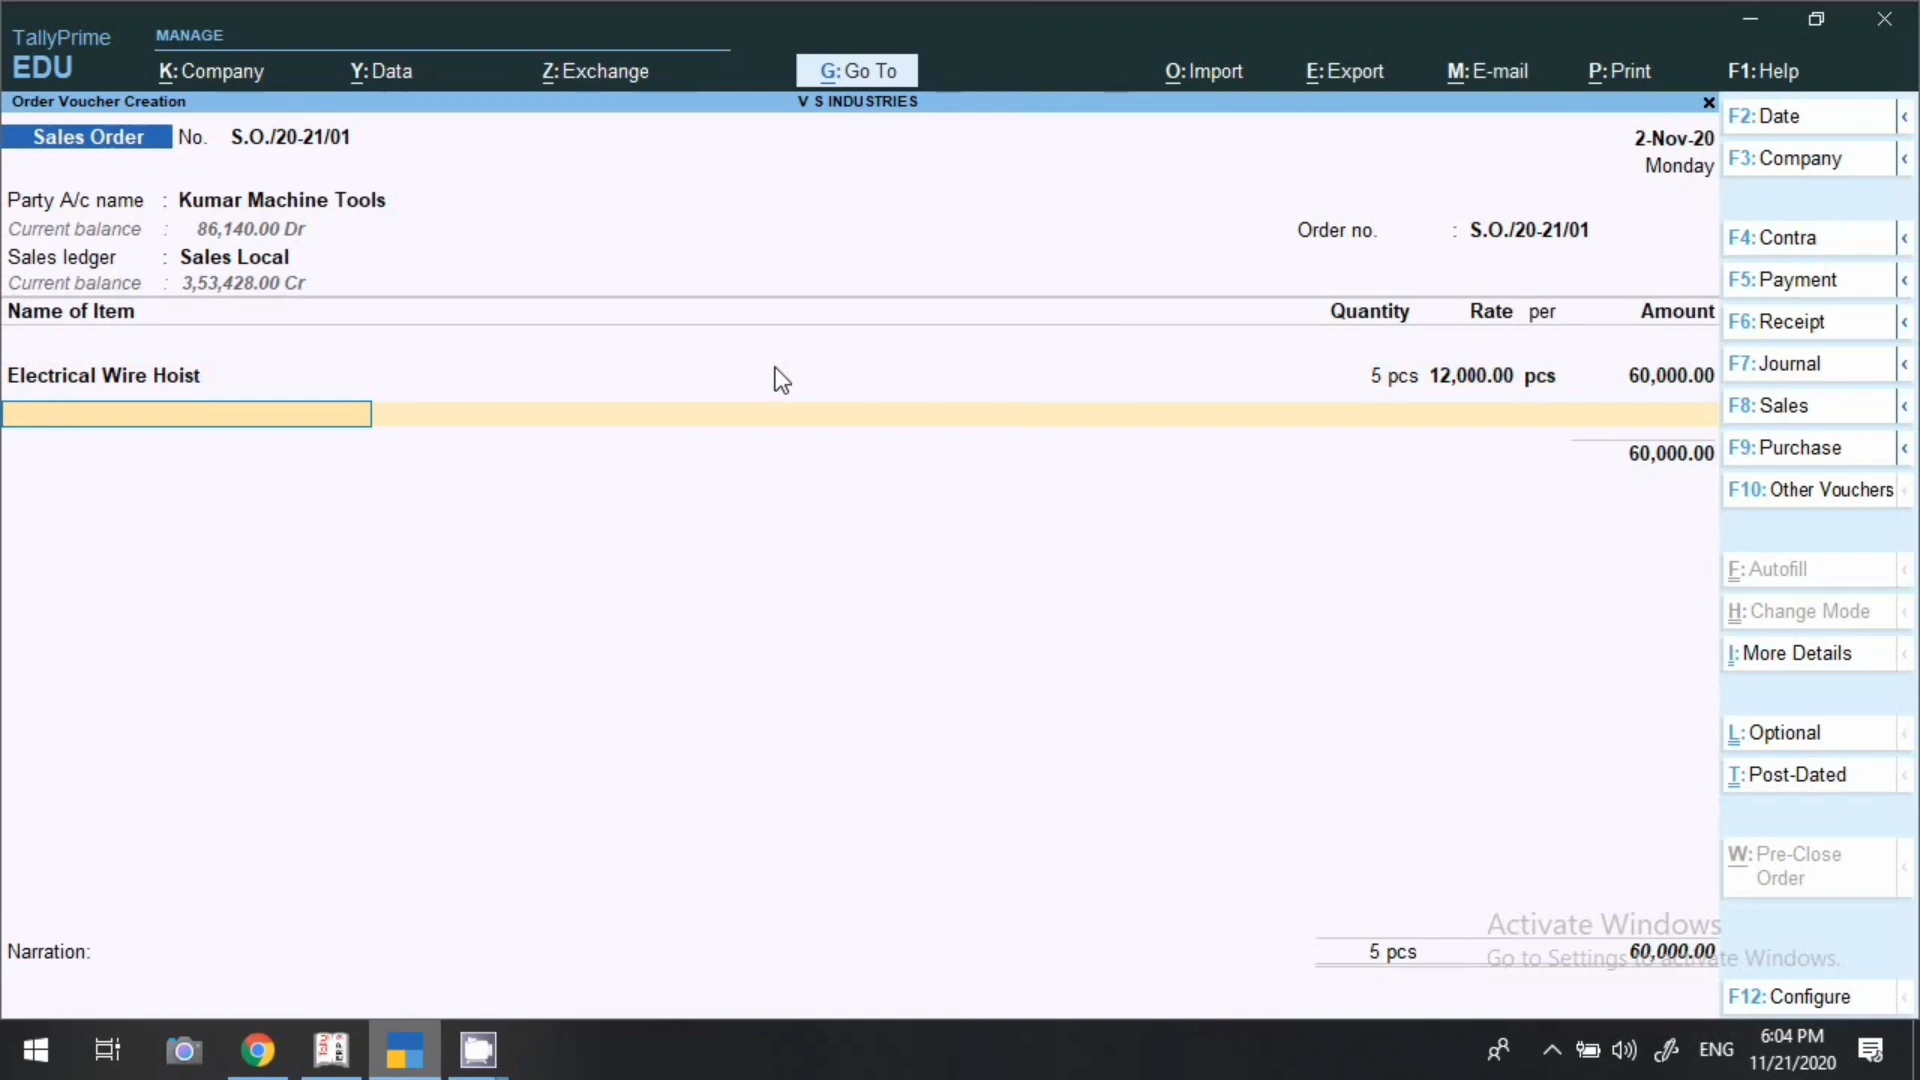 TallyPrime
EDU
MANAGE
K: Company
Y: Data
Z: Exchange
G: Go To
O: Import
E: Export
M: E-mail
P: Print
F1: Help
Order Voucher Creation
V S INDUSTRIES
Sales Order No. S.O./20-21/01
2-Nov-20
Monday
Party A/c name : Kumar Machine Tools
Current balance : 86,140.00 Dr
Order no. : S.O./20-21/01
Sales ledger : Sales Local
Current balance : 3,53,428.00 Cr
Name of Item Quantity Rate per Amount
Electrical Wire Hoist 5 pcs 12,000.00 pcs 60,000.00
60,000.00
Narration: 5 pcs 60,000.00
F2: Date
F3: Company
F4: Contra
F5: Payment
F6: Receipt
F7: Journal
F8: Sales
F9: Purchase
F10: Other Vouchers
F: Autofill
H: Change Mode
I: More Details
L: Optional
T: Post-Dated
W: Pre-Close
Order
Activate Windows
Go to Settings to activate Windows.
F12: Configure
ENG
6:04 PM
11/21/2020